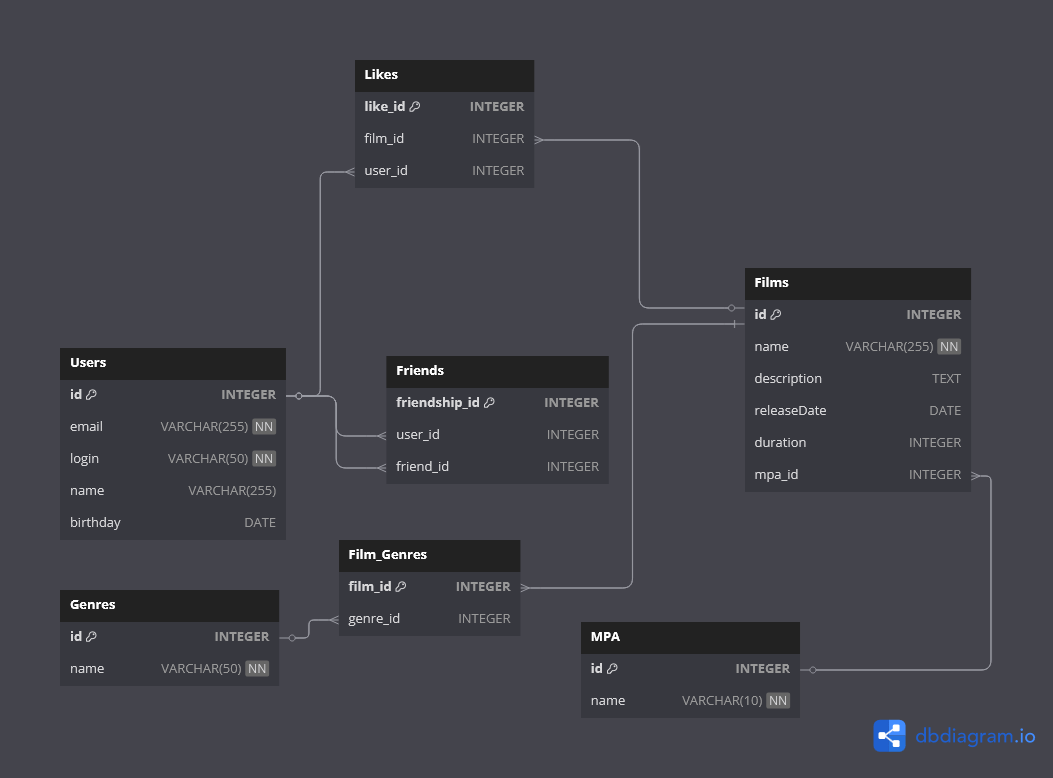 Likes
like_id INTEGER
film_id INTEGER
user_id INTEGER
Films
id INTEGER
name VARCHAR(255) NN
description TEXT
releaseDate DATE
duration INTEGER
mpa_id INTEGER
Users
id INTEGER
email VARCHAR(255) NN
login VARCHAR(50) NN
name VARCHAR(255)
birthday DATE
Friends
friendship_id INTEGER
user_id INTEGER
friend_id INTEGER
Film_Genres
film_id INTEGER
genre_id INTEGER
Genres
id INTEGER
name VARCHAR(50) NN
MPA
id INTEGER
name VARCHAR(10) NN
dbdiagram.io